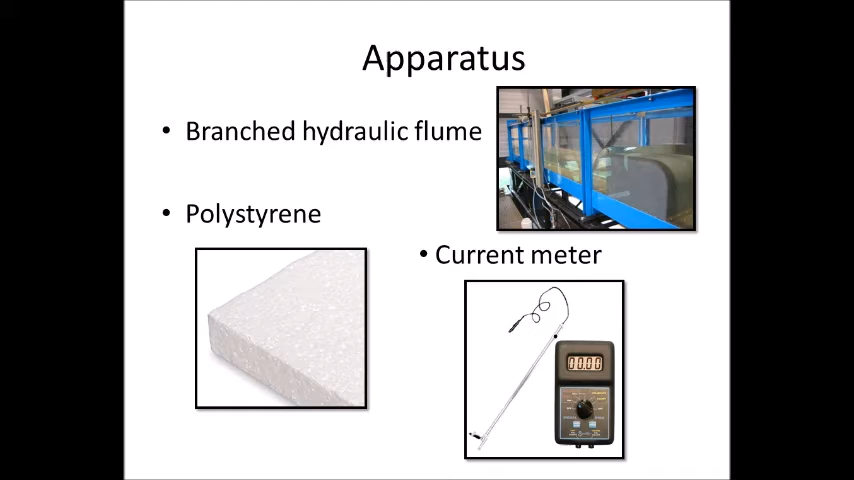 Apparatus
• Branched hydraulic flume
• Polystyrene
• Current meter
00.00